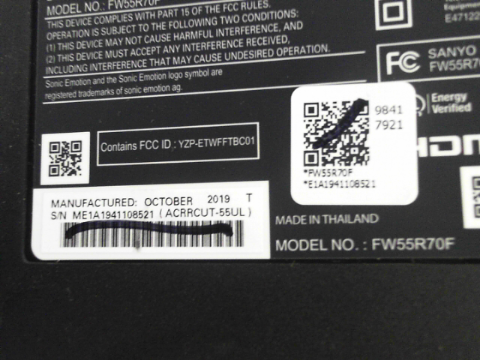 MODEL NO. : FW55R70F
THIS DEVICE COMPLIES WITH PART 15 OF THE FCC RULES.
OPERATION IS SUBJECT TO THE FOLLOWING TWO CONDITIONS:
(1) THIS DEVICE MAY NOT CAUSE HARMFUL INTERFERENCE, AND
(2) THIS DEVICE MUST ACCEPT ANY INTERFERENCE,
INCLUDING INTERFERENCE THAT MAY CAUSE UNDESIRED OPERATION.
Sonic Emotion and the Sonic Emotion logo symbol are
registered trademarks of sonic emotion ag.
Equipment
E47122
FC
SANYO
FW55R70F
Energy
Verified
9841
7921
*FW55R70F
*E1A1941108521
HDMI
Contains FCC ID : YZP-ETWFFTBC01
MANUFACTURED: OCTOBER 2019 T
S/N ME1A1941108521 ( ACRRCUT-55UL )
MADE IN THAILAND
MODEL NO. : FW55R70F